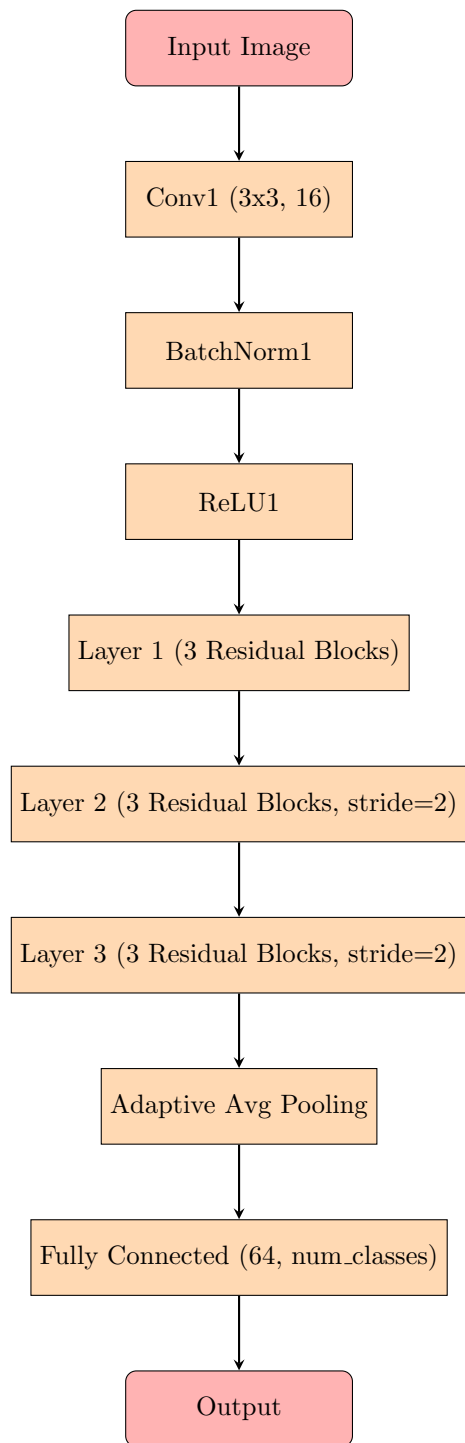 Input Image
Conv1 (3x3, 16)
BatchNorm1
ReLU1
Layer 1 (3 Residual Blocks)
Layer 2 (3 Residual Blocks, stride=2)
Layer 3 (3 Residual Blocks, stride=2)
Adaptive Avg Pooling
Fully Connected (64, num_classes)
Output